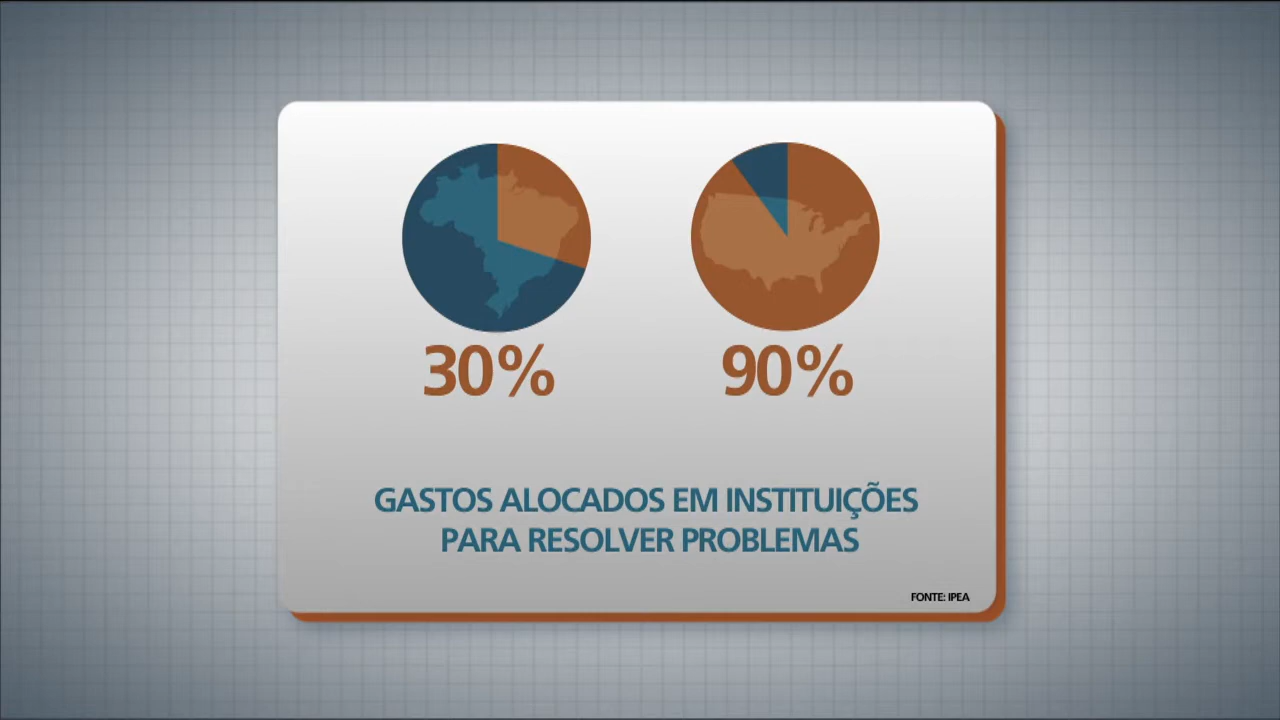 30%
90%
GASTOS ALOCADOS EM INSTITUIÇÕES
PARA RESOLVER PROBLEMAS
FONTE: IPEA